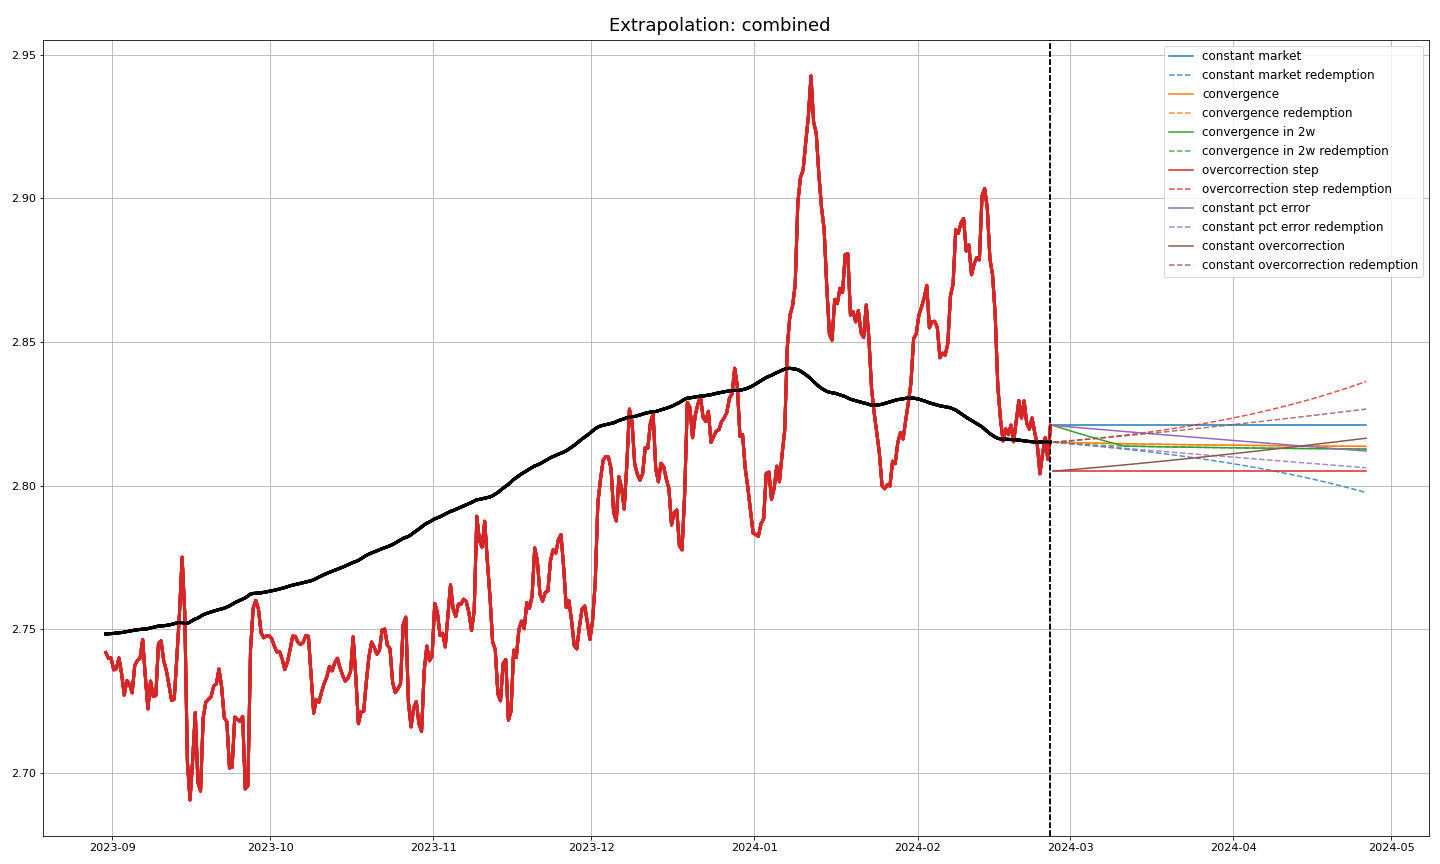 Extrapolation: combined
2.95
2.90
2.85
2.80
2.75
2.70
constant market
constant market redemption
convergence
convergence redemption
convergence in 2w
convergence in 2w redemption
overcorrection step
overcorrection step redemption
constant pct error
constant pct error redemption
constant overcorrection
constant overcorrection redemption
2023-09 2023-10 2023-11 2023-12 2024-01 2024-02 2024-03 2024-04 2024-05